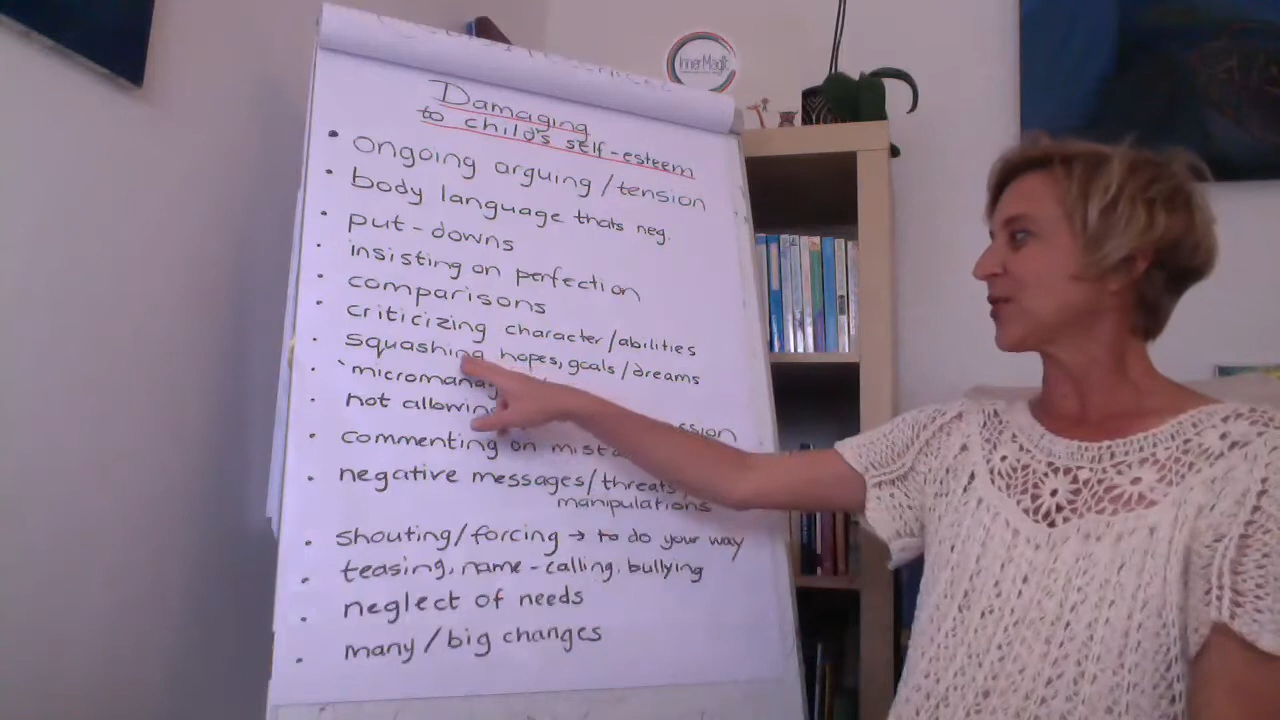 InnerMagic
Damaging
to child's self-esteem
• ongoing arguing/tension
• body language thats neg.
• put-downs
• insisting on perfection
• comparisons
• criticizing character/abilities
• squashing hopes, goals/dreams
• not
• commenting on
• negative messages/threats
manipulations
• shouting/forcing → to do your way
• teasing, name-calling, bullying
• neglect of needs
• many/big changes